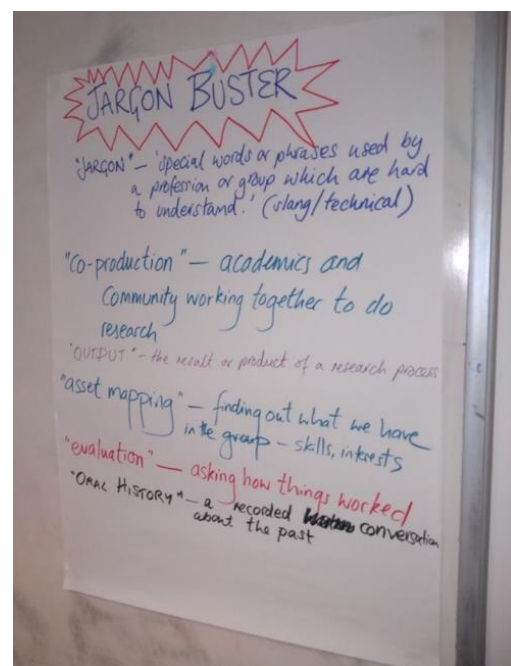 JARGON BUSTER
"JARGON" – 'special words or phrases used by
a profession or group which are hard
to understand.' (slang/technical)
"Co-production" – academics and
Community working together to do
research
"OUTPUT" – the result or product of a research process
"asset mapping" – finding out what we have
in the group – skills, interests
"evaluation" – asking how things worked
"ORAL HISTORY" – a recorded conversation
about the past